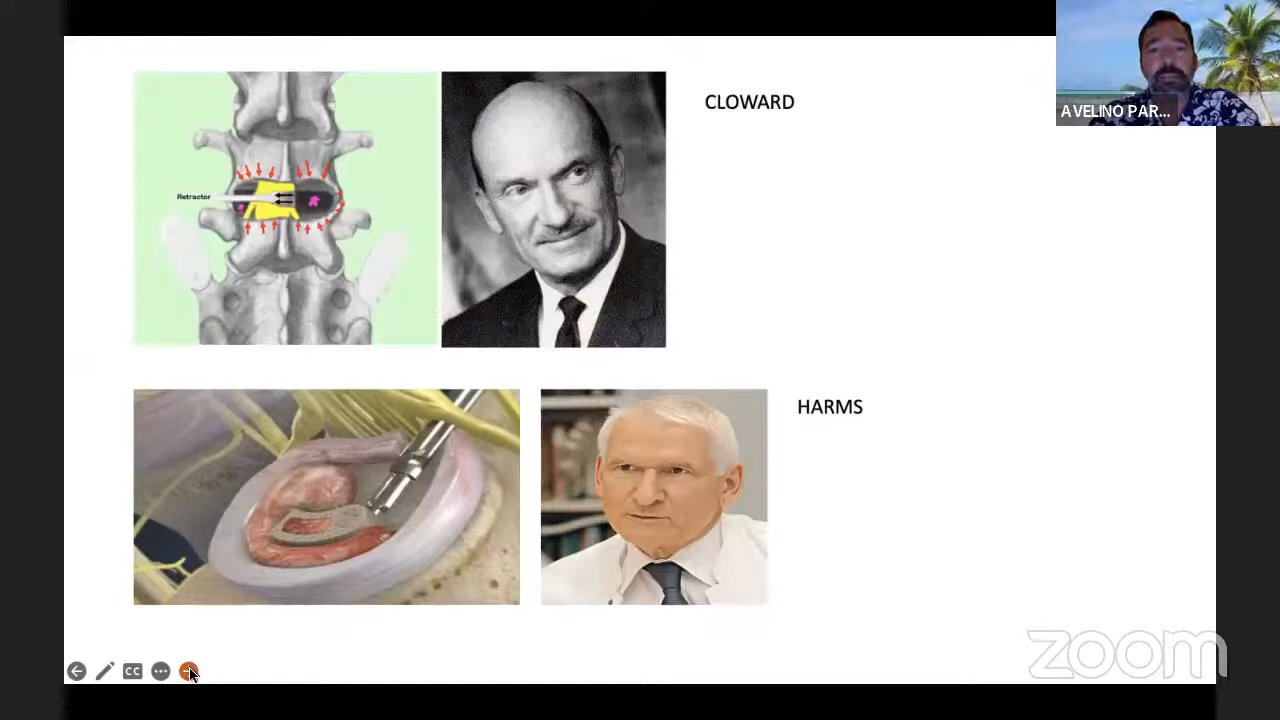 CLOWARD
AVELINO PAR...
Retractor
HARMS
CC
zoom